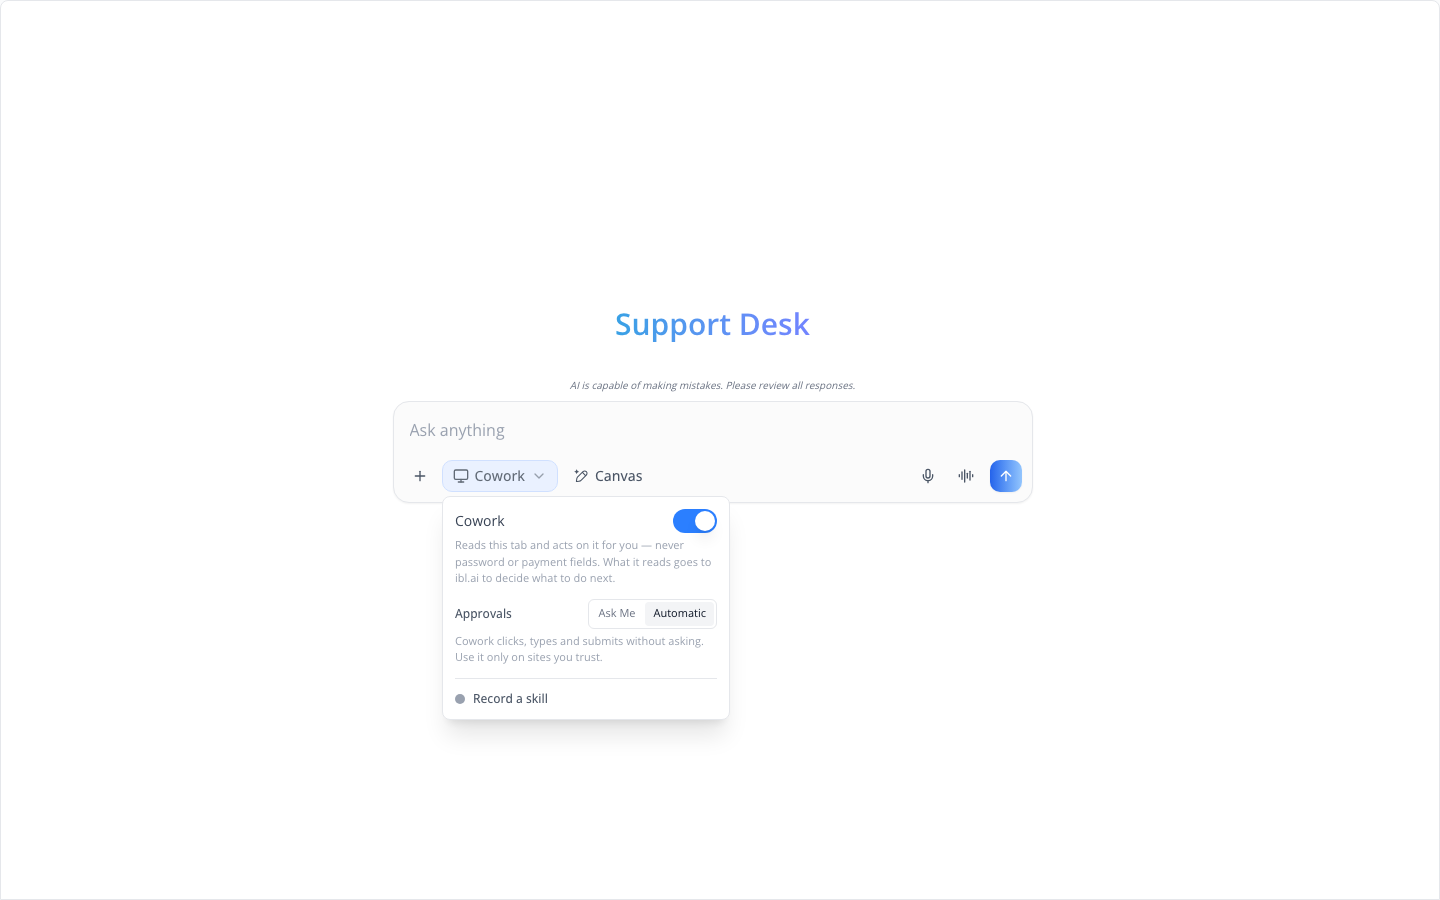 Support Desk
AI is capable of making mistakes. Please review all responses.
Ask anything
Cowork
Canvas
Cowork
Reads this tab and acts on it for you — never
password or payment fields. What it reads goes to
ibl.ai to decide what to do next.
Approvals
Ask Me
Automatic
Cowork clicks, types and submits without asking.
Use it only on sites you trust.
Record a skill